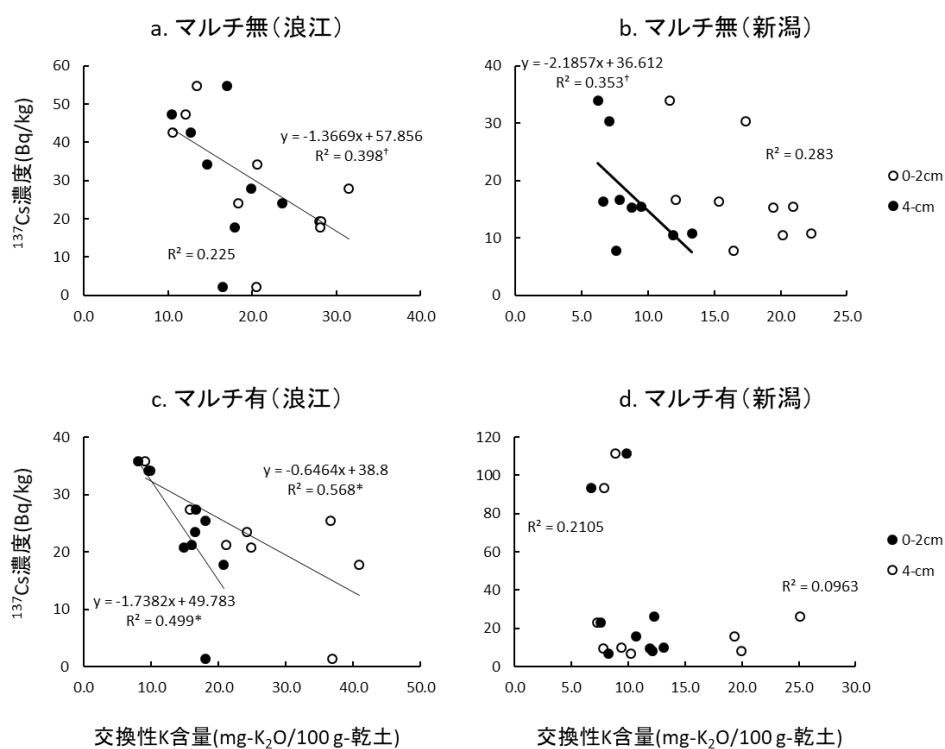 a. マルチ無（浪江）
b. マルチ無（新潟）
137Cs濃度(Bq/kg)
60
50
40
30
20
10
0
0.0 10.0 20.0 30.0 40.0
y = -1.3669x + 57.856
R² = 0.398†
R² = 0.225
y = -2.1857x + 36.612
R² = 0.353†
40
30
20
10
0
0.0 5.0 10.0 15.0 20.0 25.0
R² = 0.283
0-2cm
4-cm
c. マルチ有（浪江）
d. マルチ有（新潟）
137Cs濃度(Bq/kg)
40
30
20
10
0
0.0 10.0 20.0 30.0 40.0 50.0
y = -0.6464x + 38.8
R² = 0.568*
y = -1.7382x + 49.783
R² = 0.499*
120
100
80
60
40
20
0
0.0 5.0 10.0 15.0 20.0 25.0 30.0
R² = 0.2105
R² = 0.0963
0-2cm
4-cm
交換性K含量(mg-K₂O/100 g-乾土)
交換性K含量(mg-K₂O/100 g-乾土)